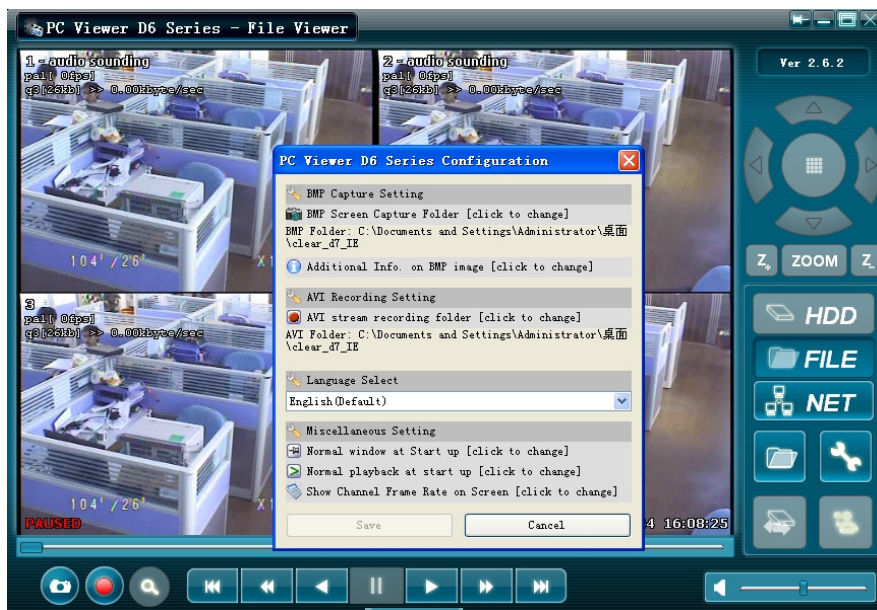 PC Viewer D6 Series - File Viewer
1 - audio sounding
pal[ 0fps]
q3[26kb] >> 0.00kbyte/sec
2 - audio sounding
pal[ 0fps]
q3[26kb] >> 0.00kbyte/sec
Ver 2.6.2
PC Viewer D6 Series Configuration
BMP Capture Setting
BMP Screen Capture Folder [click to change]
BMP Folder: C:\Documents and Settings\Administrator\桌面
\clear_d7_IE
Additional Info. on BMP image [click to change]
AVI Recording Setting
AVI stream recording folder [click to change]
AVI Folder: C:\Documents and Settings\Administrator\桌面
\clear_d7_IE
Language Select
English(Default)
Miscellaneous Setting
Normal window at Start up [click to change]
Normal playback at start up [click to change]
Show Channel Frame Rate on Screen [click to change]
Save
Cancel
104'/26'
X1
3
pal[ 0fps]
q3[26kb] >> 0.00kbyte/sec
104'/26'
X1
PAUSED
4 16:08:25
Z+
ZOOM
Z-
HDD
FILE
NET